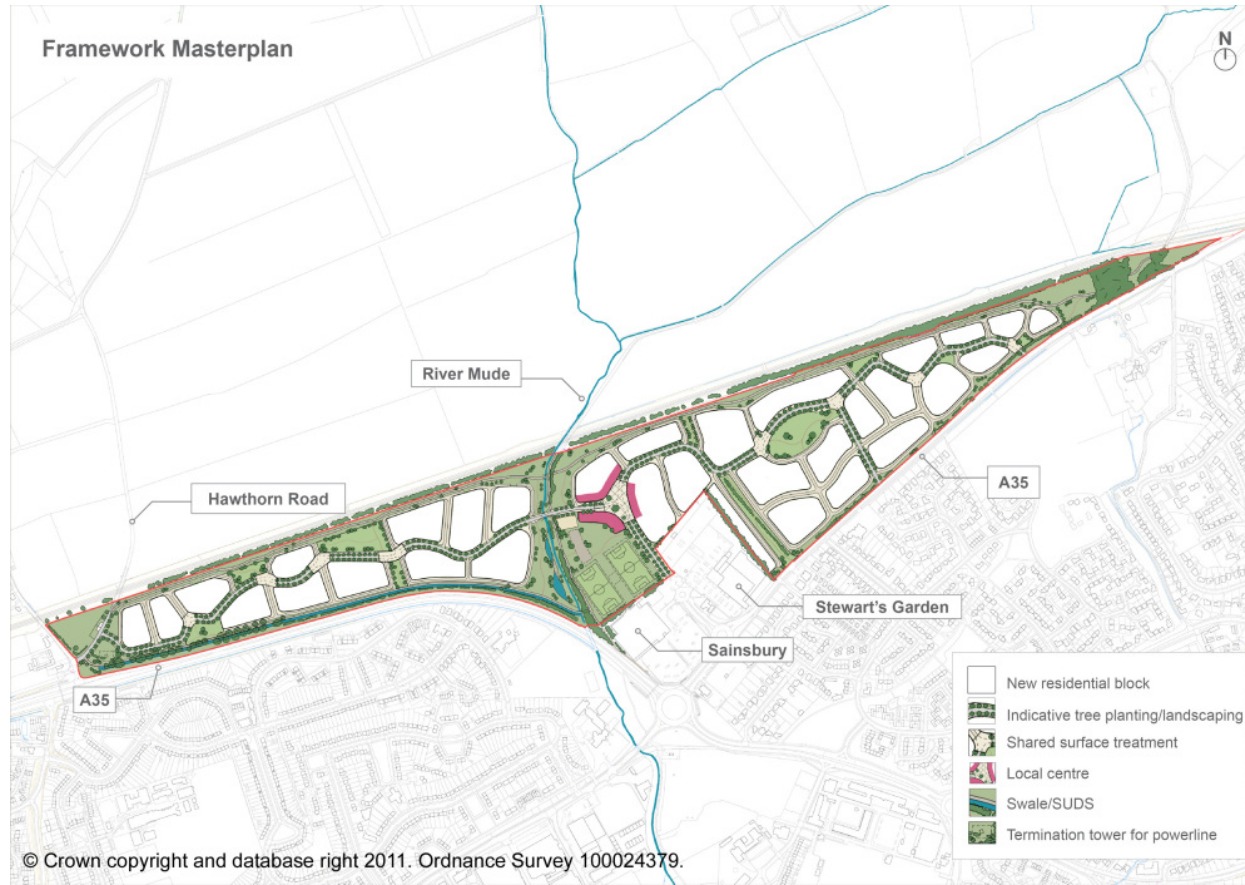 Framework Masterplan
N
River Mude
Hawthorn Road
A35
Stewart's Garden
Sainsbury
A35
New residential block
Indicative tree planting/landscaping
Shared surface treatment
Local centre
Swale/SUDS
Termination tower for powerline
© Crown copyright and database right 2011. Ordnance Survey 100024379.